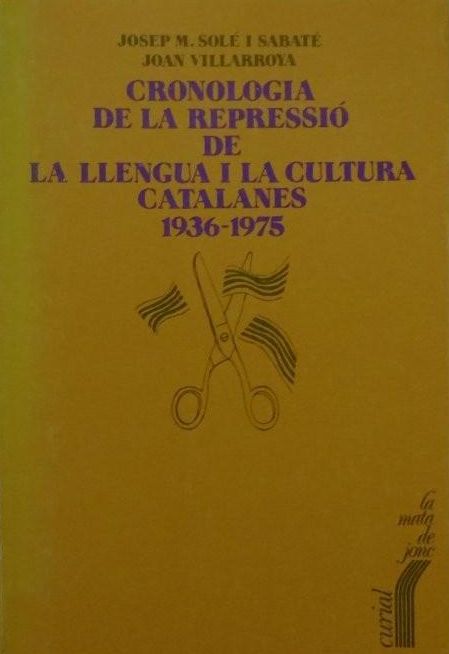 JOSEP M. SOLÉ I SABATÉ
JOAN VILLARROYA
CRONOLOGIA
DE LA REPRESSIÓ
DE
LA LLENGUA I LA CULTURA
CATALANES
1936-1975
la
mata
de
jonc
curial